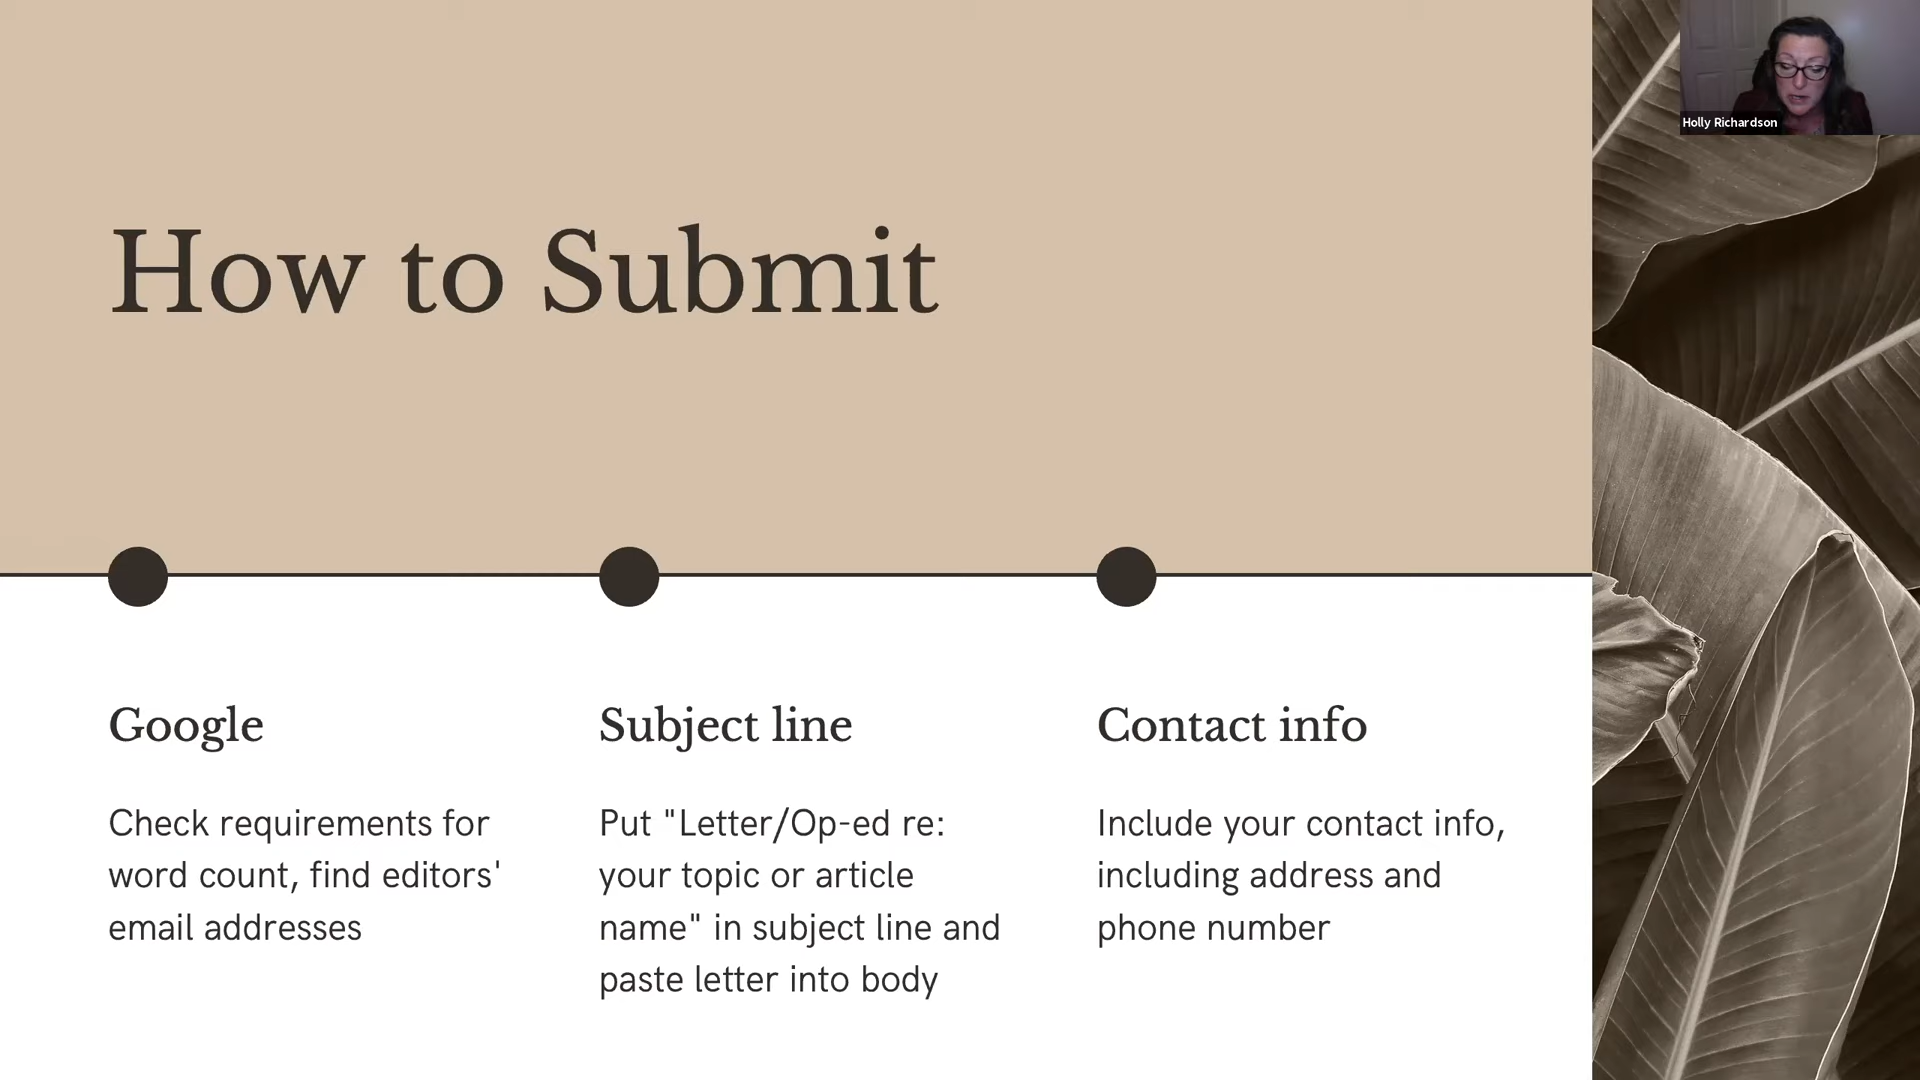 Holly Richardson
How to Submit
Google
Check requirements for
word count, find editors'
email addresses
Subject line
Put "Letter/Op-ed re:
your topic or article
name" in subject line and
paste letter into body
Contact info
Include your contact info,
including address and
phone number